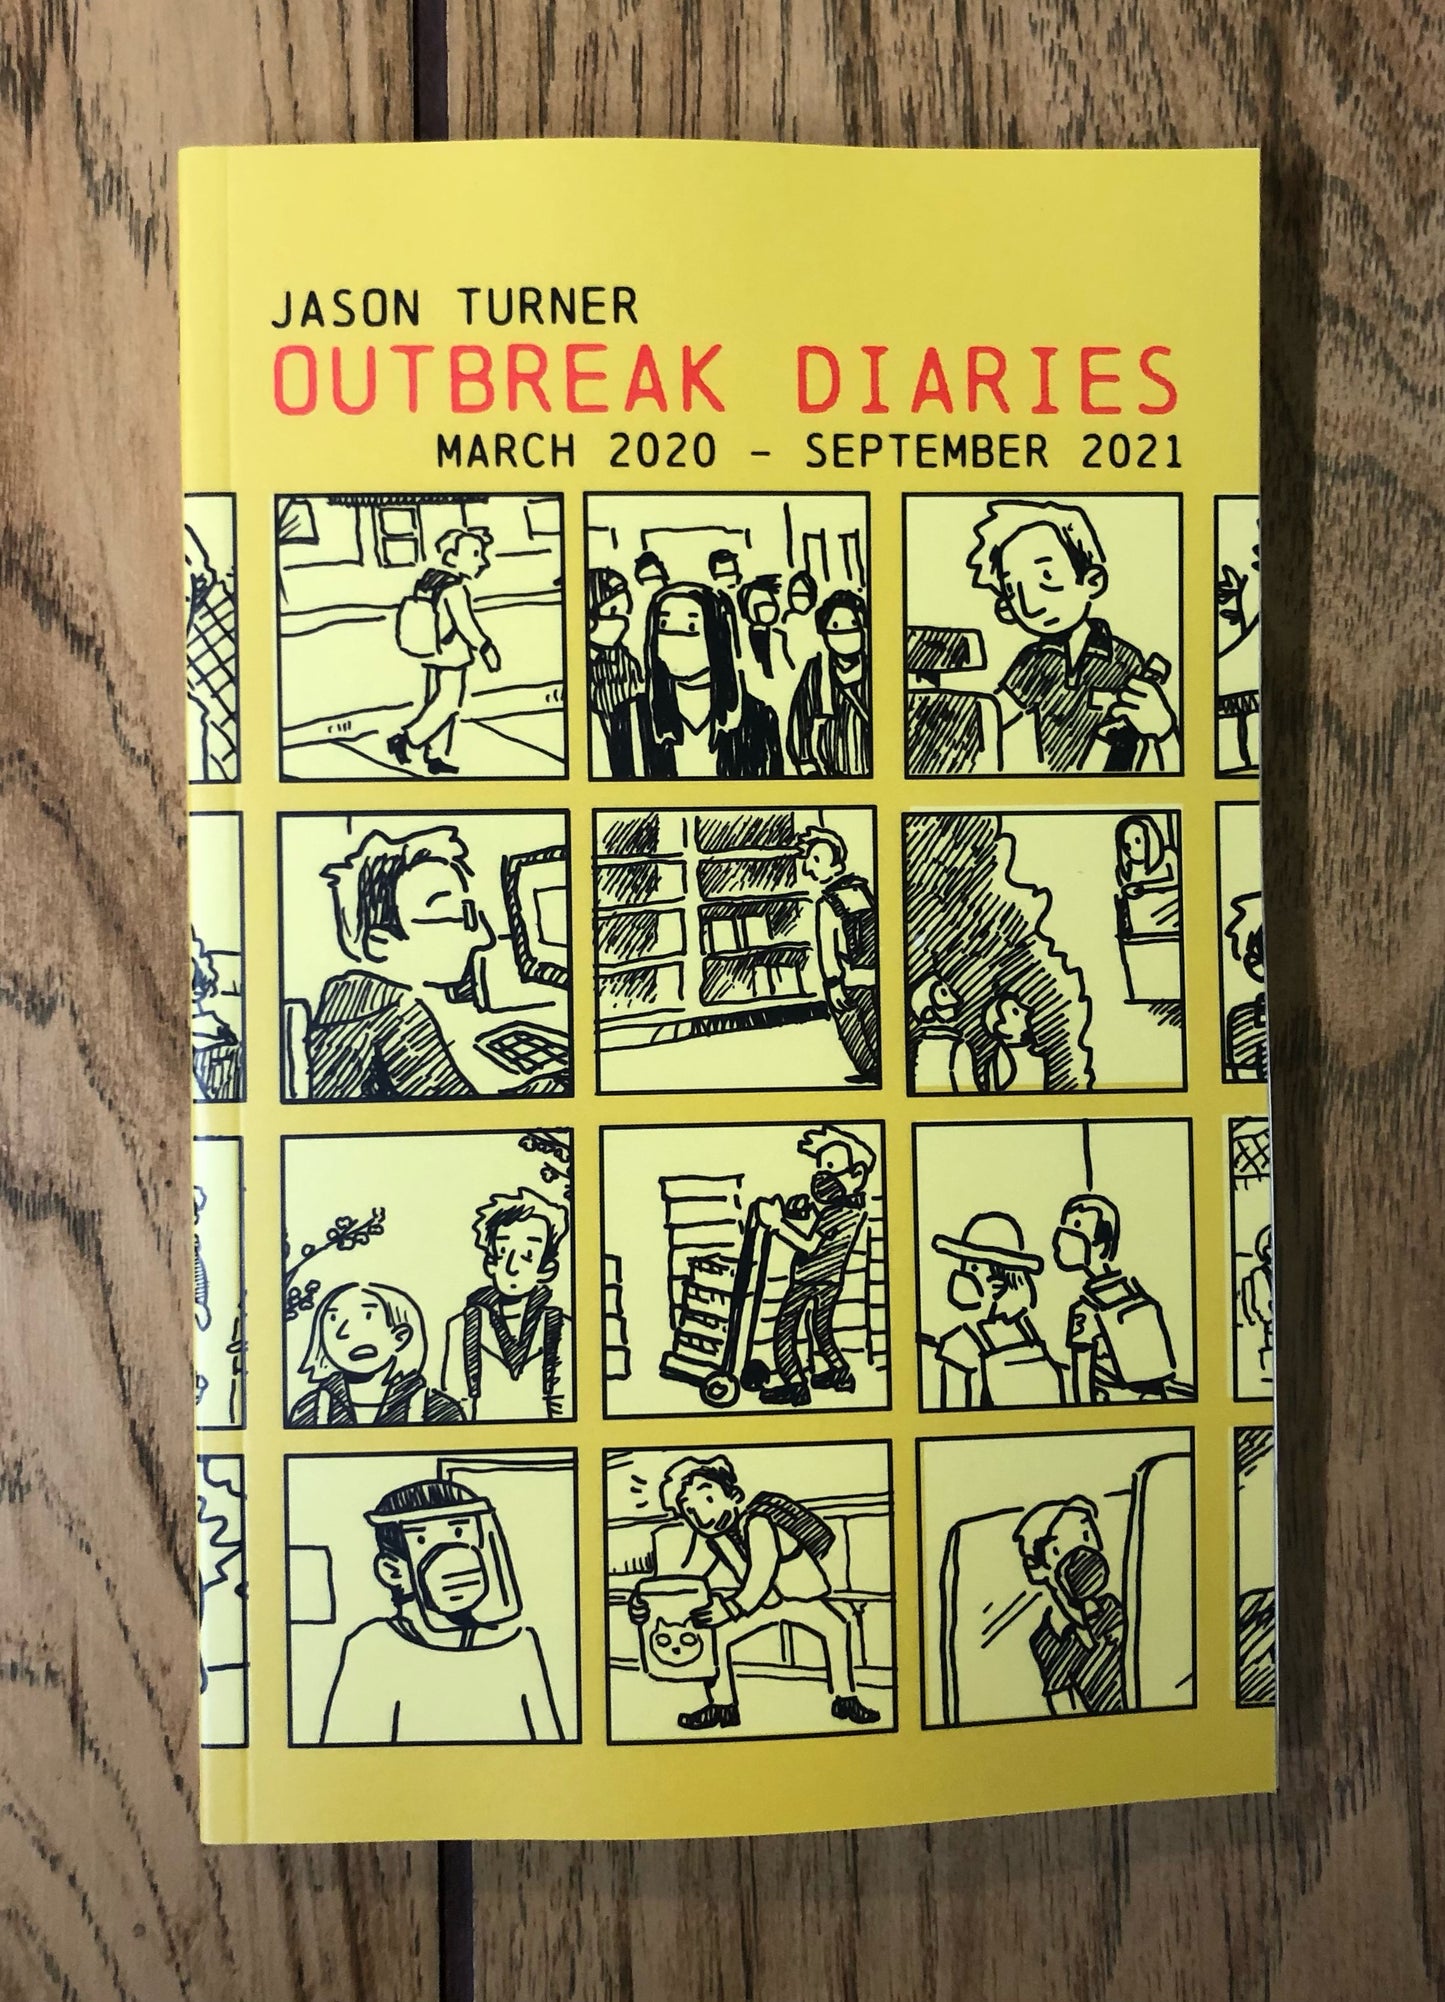 JASON TURNER
OUTBREAK DIARIES
MARCH 2020 - SEPTEMBER 2021